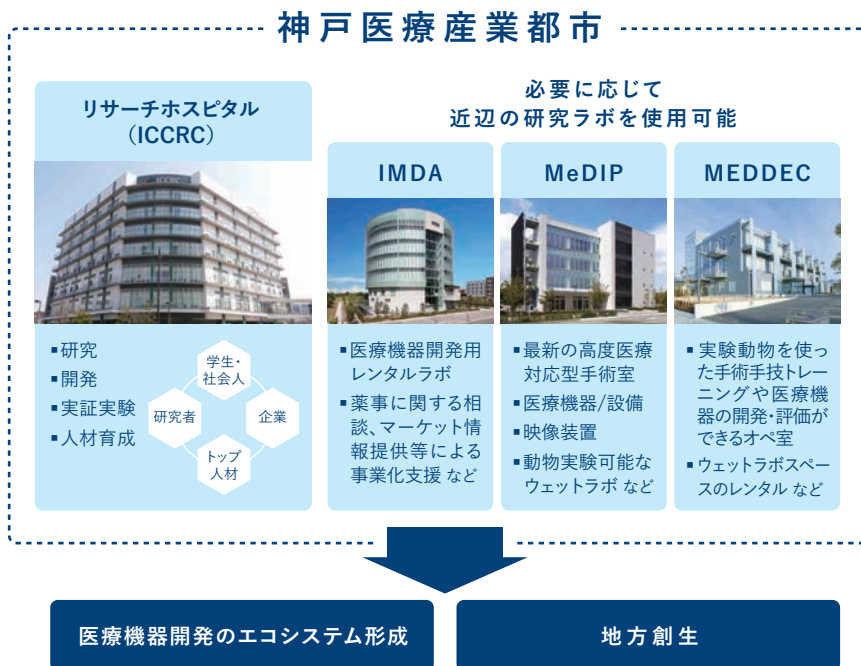 神戸医療産業都市
リサーチホスピタル
（ICCRC）
ICCRC
■研究
■開発
■実証実験
■人材育成
学生・
社会人
研究者
企業
トップ
人材
必要に応じて
近辺の研究ラボを使用可能
IMDA
■医療機器開発用
レンタルラボ
■薬事に関する相
談、マーケット情
報提供等による
事業化支援 など
MeDIP
■最新の高度医療
対応型手術室
■医療機器/設備
■映像装置
■動物実験可能な
ウェットラボ など
MEDDEC
■実験動物を使っ
た手術手技トレー
ニングや医療機
器の開発・評価が
できるオペ室
■ウェットラボスペー
スのレンタル など
医療機器開発のエコシステム形成
地方創生